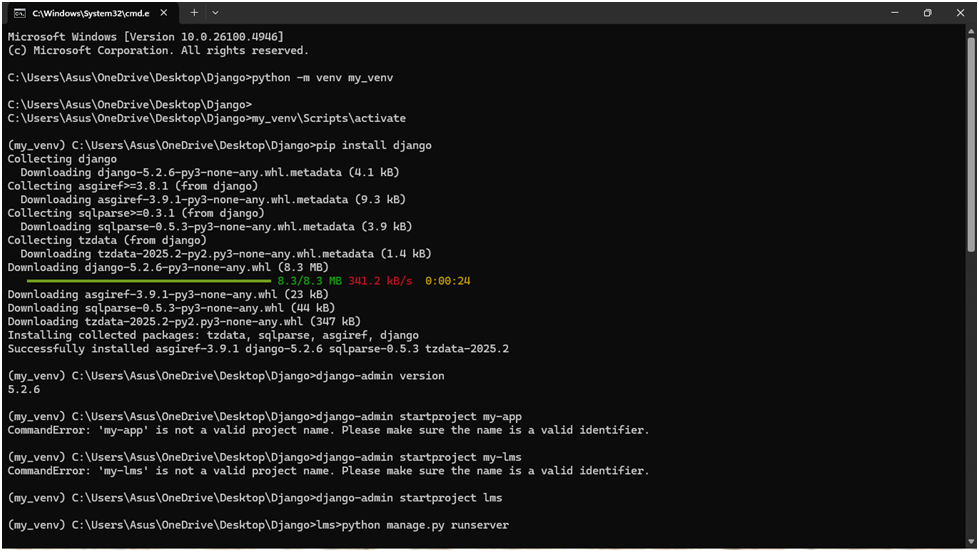 C:\Windows\System32\cmd.e
Microsoft Windows [Version 10.0.26100.4946]
(c) Microsoft Corporation. All rights reserved.
C:\Users\Asus\OneDrive\Desktop\Django>python -m venv my_venv
C:\Users\Asus\OneDrive\Desktop\Django>
C:\Users\Asus\OneDrive\Desktop\Django>my_venv\Scripts\activate
(my_venv) C:\Users\Asus\OneDrive\Desktop\Django>pip install django
Collecting django
  Downloading django-5.2.6-py3-none-any.whl.metadata (4.1 kB)
Collecting asgiref>=3.8.1 (from django)
  Downloading asgiref-3.9.1-py3-none-any.whl.metadata (9.3 kB)
Collecting sqlparse>=0.3.1 (from django)
  Downloading sqlparse-0.5.3-py3-none-any.whl.metadata (3.9 kB)
Collecting tzdata (from django)
  Downloading tzdata-2025.2-py2.py3-none-any.whl.metadata (1.4 kB)
Downloading django-5.2.6-py3-none-any.whl (8.3 MB)
8.3/8.3 MB 341.2 kB/s  0:00:24
Downloading asgiref-3.9.1-py3-none-any.whl (23 kB)
Downloading sqlparse-0.5.3-py3-none-any.whl (44 kB)
Downloading tzdata-2025.2-py2.py3-none-any.whl (347 kB)
Installing collected packages: tzdata, sqlparse, asgiref, django
Successfully installed asgiref-3.9.1 django-5.2.6 sqlparse-0.5.3 tzdata-2025.2
(my_venv) C:\Users\Asus\OneDrive\Desktop\Django>django-admin version
5.2.6
(my_venv) C:\Users\Asus\OneDrive\Desktop\Django>django-admin startproject my-app
CommandError: 'my-app' is not a valid project name. Please make sure the name is a valid identifier.
(my_venv) C:\Users\Asus\OneDrive\Desktop\Django>django-admin startproject my-lms
CommandError: 'my-lms' is not a valid project name. Please make sure the name is a valid identifier.
(my_venv) C:\Users\Asus\OneDrive\Desktop\Django>django-admin startproject lms
(my_venv) C:\Users\Asus\OneDrive\Desktop\Django>lms>python manage.py runserver